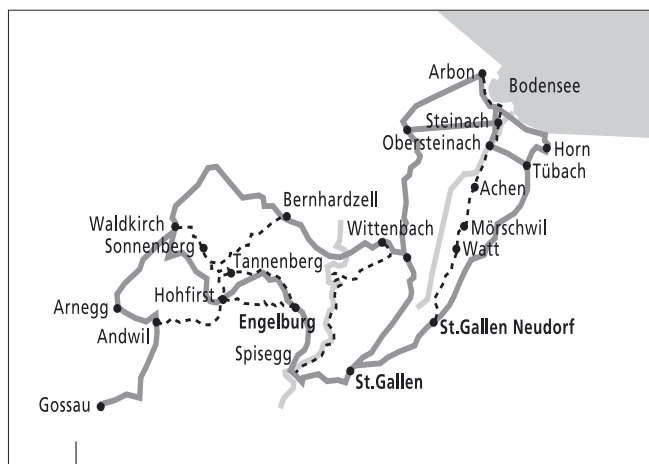 Arbon
Bodensee
Steinach
Obersteinach
Horn
Tübach
Achen
Bernhardzell
Waldkirch
Wittenbach
Mörschwil
Sonnenberg
Watt
Tannenberg
Hohfirst
Arnegg
Engelburg
Andwil
St.Gallen Neudorf
Spisegg
St.Gallen
Gossau